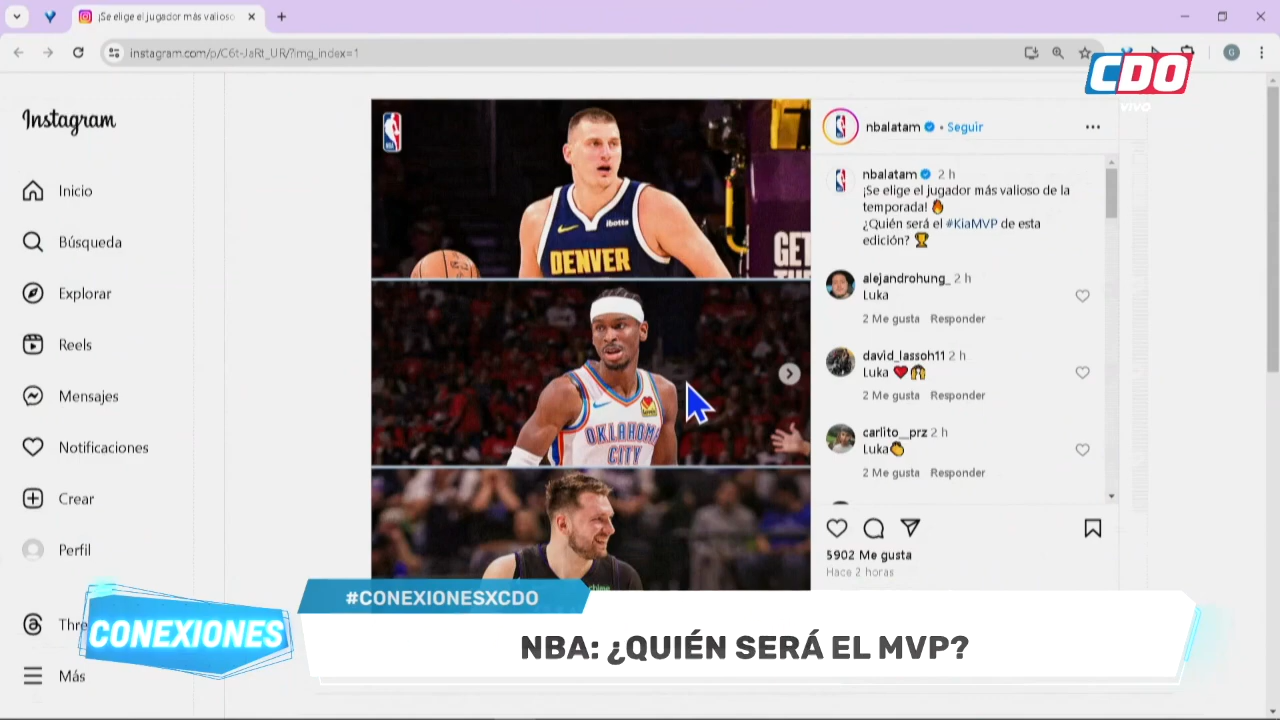 ¡Se elige el jugador más valioso
instagram.com/p/C6t-JaRt_UR/?img_index=1
G
CDO
VIVO
Instagram
Inicio
Búsqueda
Explorar
Reels
Mensajes
Notificaciones
Crear
Perfil
Thre
Más
NBA
ibotta
DENVER
GET
OKLAHOMA
CITY
nbalatam • Seguir
nbalatam 2 h
¡Se elige el jugador más valioso de la
temporada! 🔥
¿Quién será el #KiaMVP de esta
edición? 🏆
alejandrohung_ 2 h
Luka
2 Me gusta Responder
david_lassoh11 2 h
Luka ❤️🙌
2 Me gusta Responder
carlito__prz 2 h
Luka👏
2 Me gusta Responder
5902 Me gusta
Hace 2 horas
#CONEXIONESXCDO
CONEXIONES
NBA: ¿QUIÉN SERÁ EL MVP?